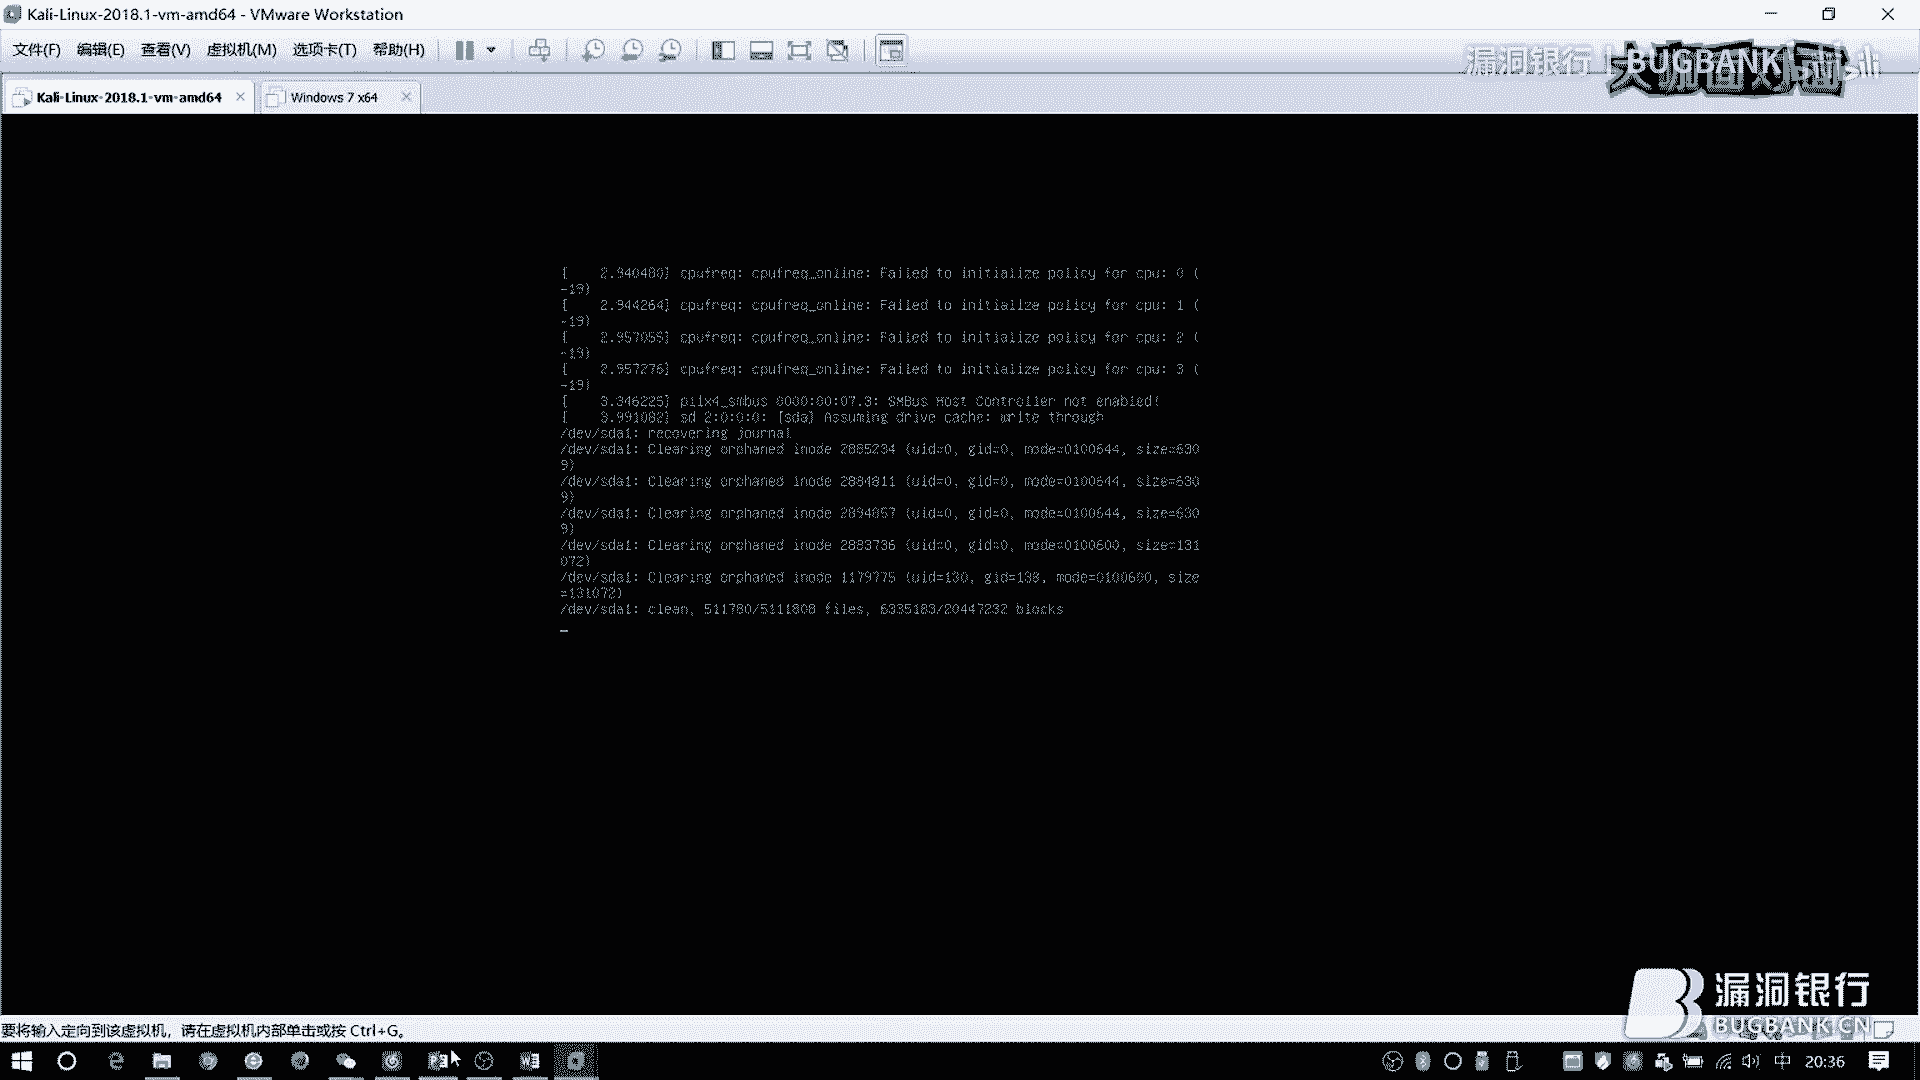 Kali-Linux-2018.1-vm-amd64 - VMware Workstation
文件(F) 编辑(E) 查看(V) 虚拟机(M) 选项卡(T) 帮助(H)
漏洞银行 | BUGBANK
Kali-Linux-2018.1-vm-amd64 Windows 7 x64
[ 2.940480] cpufreq: cpufreq_online: Failed to initialize policy for cpu: 0 (
-19)
[ 2.944264] cpufreq: cpufreq_online: Failed to initialize policy for cpu: 1 (
-19)
[ 2.957055] cpufreq: cpufreq_online: Failed to initialize policy for cpu: 2 (
-19)
[ 2.957276] cpufreq: cpufreq_online: Failed to initialize policy for cpu: 3 (
-19)
[ 3.346225] piix4_smbus 0000:00:07.3: SMBus Host Controller not enabled!
[ 3.991082] sd 2:0:0:0: [sda] Assuming drive cache: write through
/dev/sda1: recovering journal
/dev/sda1: Clearing orphaned inode 2885234 (uid=0, gid=0, mode=0100644, size=630
9)
/dev/sda1: Clearing orphaned inode 2884811 (uid=0, gid=0, mode=0100644, size=630
9)
/dev/sda1: Clearing orphaned inode 2894857 (uid=0, gid=0, mode=0100644, size=630
9)
/dev/sda1: Clearing orphaned inode 2883736 (uid=0, gid=0, mode=0100600, size=131
072)
/dev/sda1: Clearing orphaned inode 1179775 (uid=130, gid=138, mode=0100600, size
=131072)
/dev/sda1: clean, 511780/5111808 files, 6335183/20447232 blocks
漏洞银行
BUGBANK.CN
要将输入定向到该虚拟机，请在虚拟机内部单击或按 Ctrl+G。
中 20:36